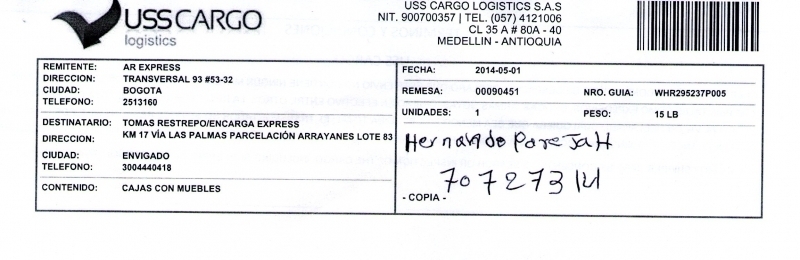 USSCARGO
logistics
USS CARGO LOGISTICS S.A.S
NIT. 900700357 | TEL. (057) 4121006
CL 35 A # 80A - 40
MEDELLIN - ANTIOQUIA
REMITENTE: AR EXPRESS
DIRECCION: TRANSVERSAL 93 #53-32
CIUDAD: BOGOTA
TELEFONO: 2513160
DESTINATARIO: TOMAS RESTREPO/ENCARGA EXPRESS
DIRECCION: KM 17 VÍA LAS PALMAS PARCELACIÓN ARRAYANES LOTE 83
CIUDAD: ENVIGADO
TELEFONO: 3004440418
CONTENIDO: CAJAS CON MUEBLES
FECHA: 2014-05-01
REMESA: 00090451 NRO. GUIA: WHR295237P005
UNIDADES: 1 PESO: 15 LB
Hernando Pareja H
- COPIA -